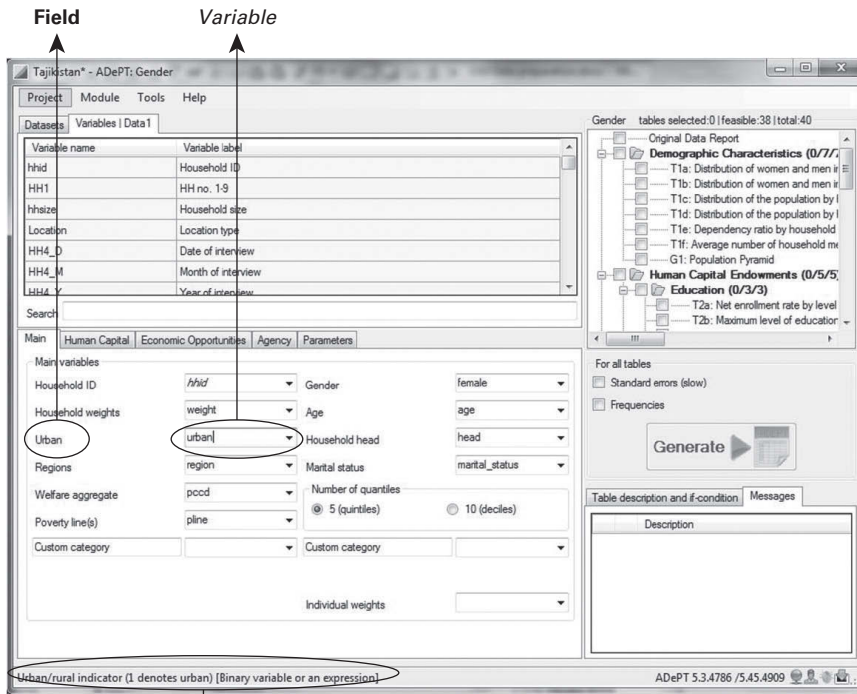 Field Variable
Tajikistan* - ADePT: Gender
Project Module Tools Help
Datasets Variables | Data1
Variable name Variable label
hhid Household ID
HH1 HH no. 1-9
hhsize Household size
Location Location type
HH4_D Date of interview
HH4_M Month of interview
HH4_Y Year of interview
Search
Main Human Capital Economic Opportunities Agency Parameters
Main variables
Household ID hhid Gender female
Household weights weight Age age
Urban urban Household head head
Regions region Marital status marital_status
Welfare aggregate pccd Number of quantiles
5 (quintiles) 10 (deciles)
Poverty line(s) pline
Custom category Custom category
Individual weights
Urban/rural indicator (1 denotes urban) [Binary variable or an expression]
Gender tables selected:0 | feasible:38 | total:40
Original Data Report
Demographic Characteristics (0/7/7
T1a: Distribution of women and men in
T1b: Distribution of women and men in
T1c: Distribution of the population by
T1d: Distribution of the population by
T1e: Dependency ratio by household
T1f: Average number of household me
G1: Population Pyramid
Human Capital Endowments (0/5/5
Education (0/3/3)
T2a: Net enrollment rate by level
T2b: Maximum level of education
For all tables
Standard errors (slow)
Frequencies
Generate
Table description and if-condition Messages
Description
ADePT 5.3.4786 /5.45.4909